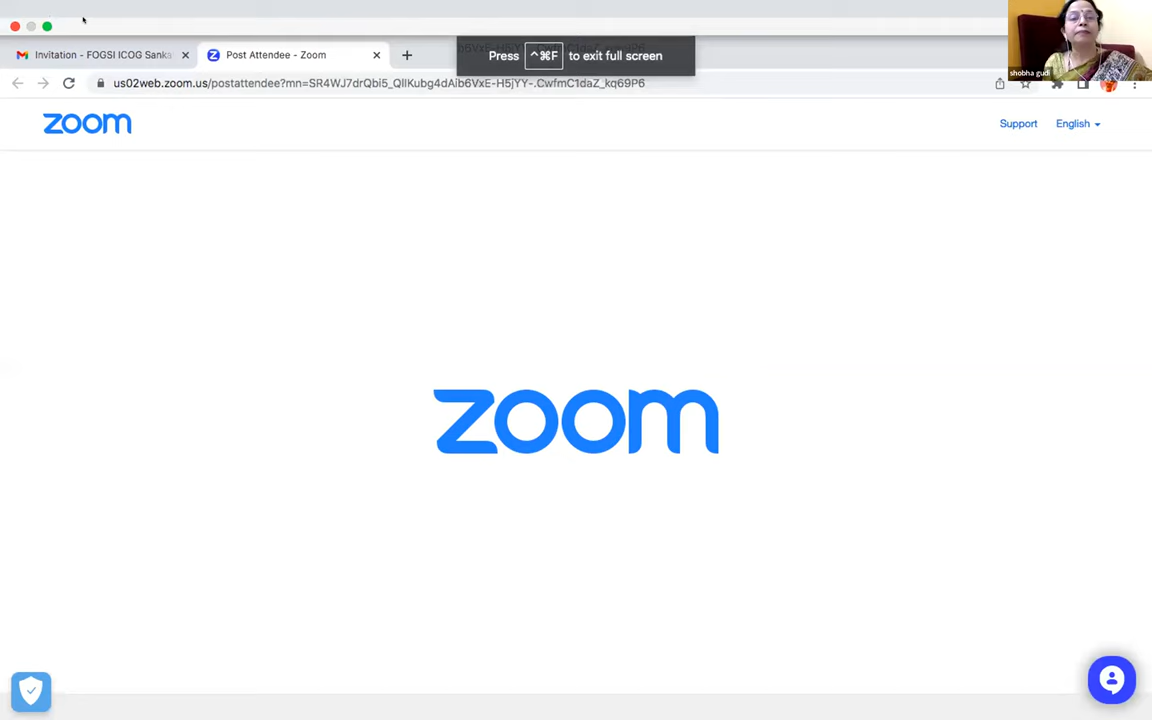 Invitation - FOGSI ICOG Sanka
Post Attendee - Zoom
Press ^⌘F to exit full screen
us02web.zoom.us/postattendee?mn=SR4WJ7drQbi5_QIlKubg4dAib6VxE-H5jYY-.CwfmC1daZ_kq69P6
shobha gudi
zoom
Support
English
zoom